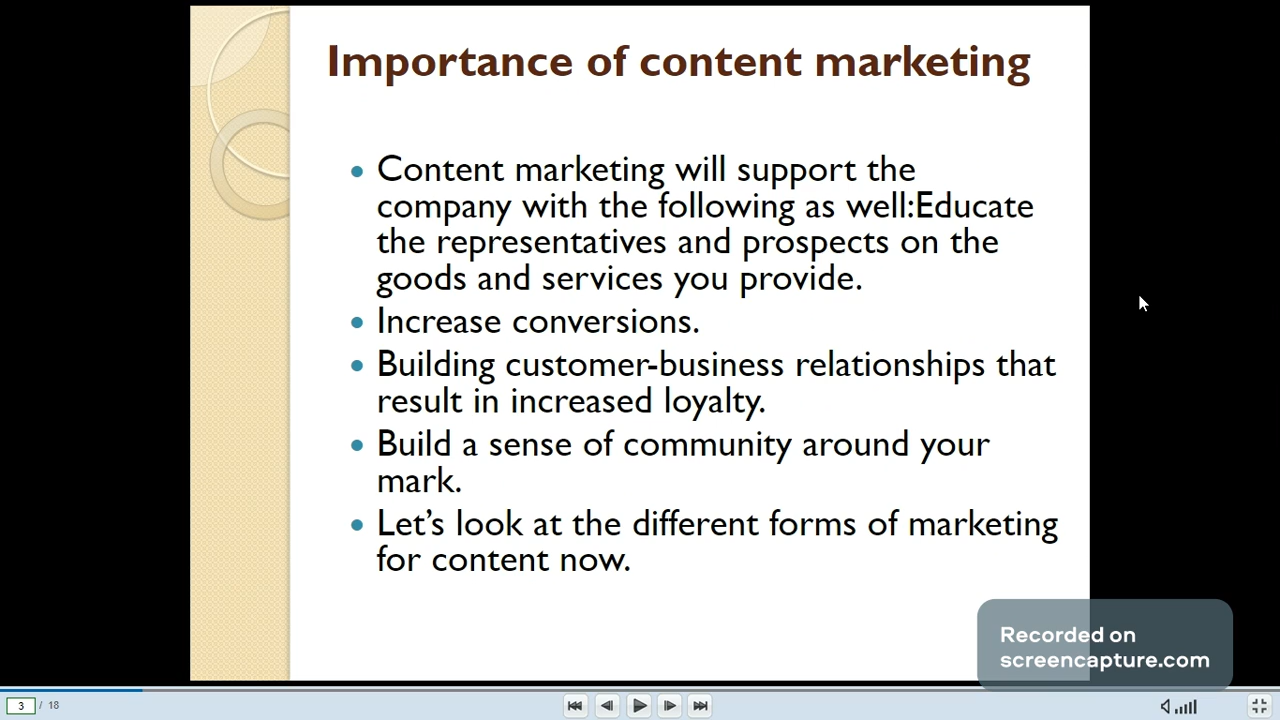 Importance of content marketing
Content marketing will support the
company with the following as well:Educate
the representatives and prospects on the
goods and services you provide.
Increase conversions.
Building customer-business relationships that
result in increased loyalty.
Build a sense of community around your
mark.
Let’s look at the different forms of marketing
for content now.
Recorded on
screencapture.com
3 / 18